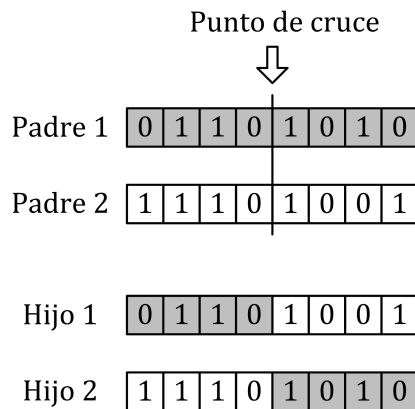 Punto de cruce
Padre 1 0 1 1 0 1 0 1 0
Padre 2 1 1 1 0 1 0 0 1
Hijo 1 0 1 1 0 1 0 0 1
Hijo 2 1 1 1 0 1 0 1 0